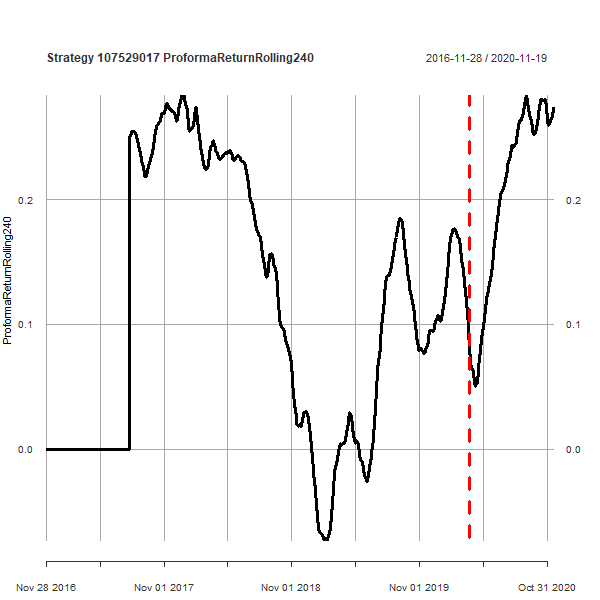 Strategy 107529017 ProformaReturnRolling240
2016-11-28 / 2020-11-19
ProformaReturnRolling240
0.2
0.2
0.1
0.1
0.0
0.0
Nov 28 2016
Nov 01 2017
Nov 01 2018
Nov 01 2019
Oct 31 2020